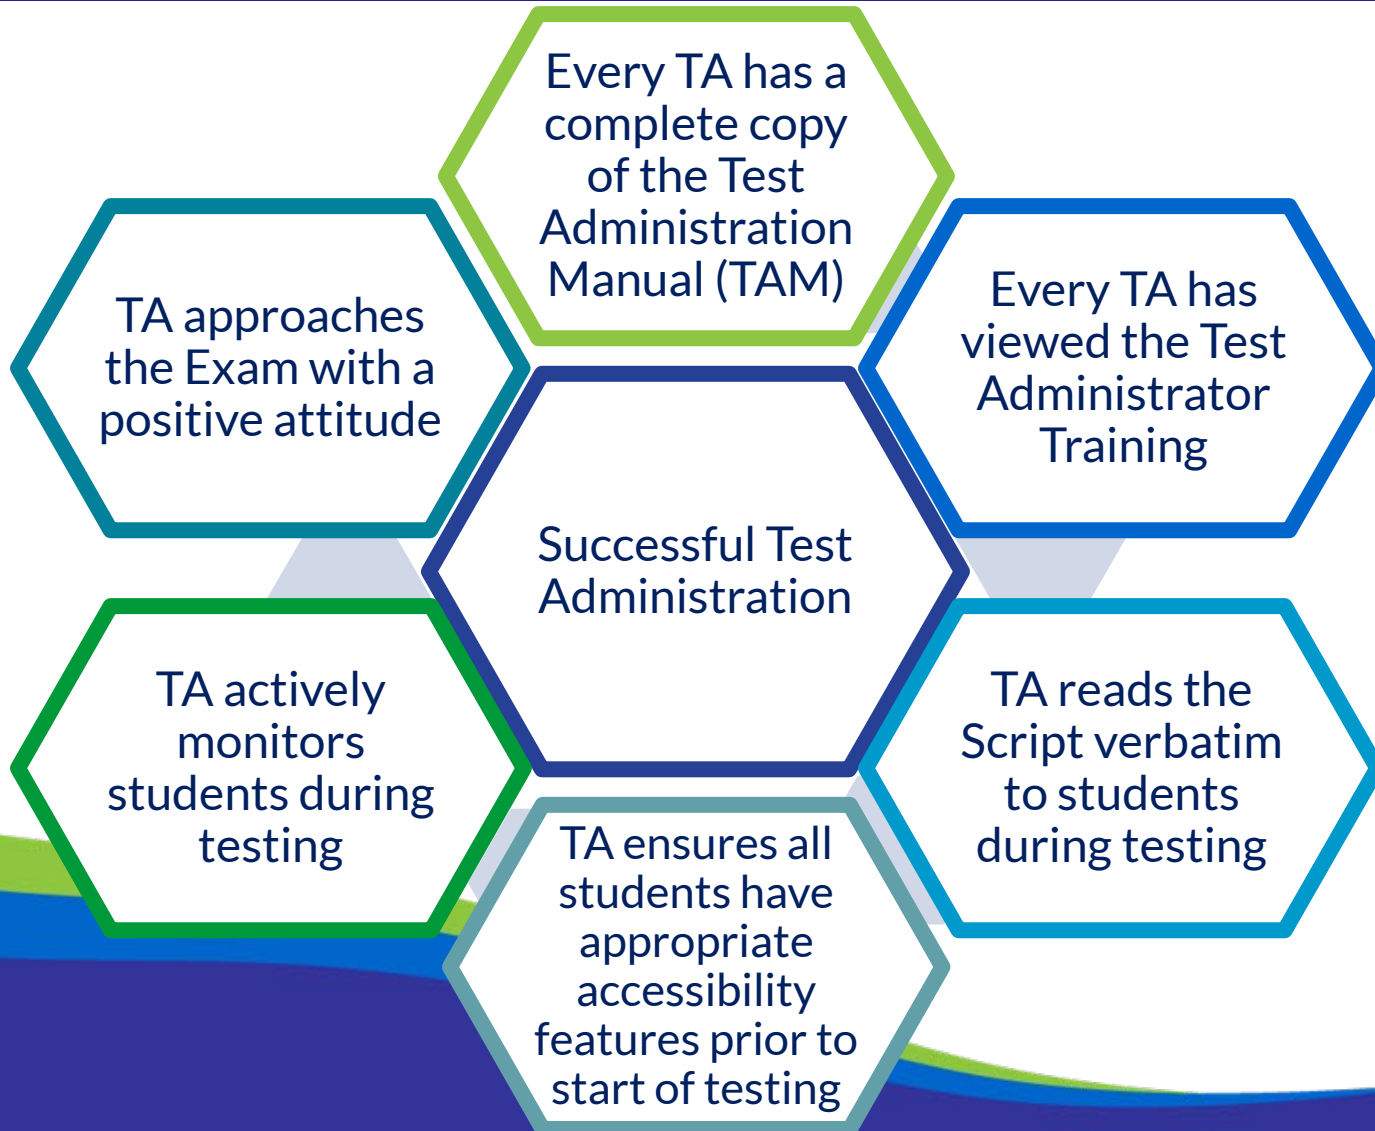 Every TA has a
complete copy
of the Test
Administration
Manual (TAM)
Every TA has
viewed the Test
Administrator
Training
TA reads the
Script verbatim
to students
during testing
TA ensures all
students have
appropriate
accessibility
features prior to
start of testing
TA actively
monitors
students during
testing
TA approaches
the Exam with a
positive attitude
Successful Test
Administration